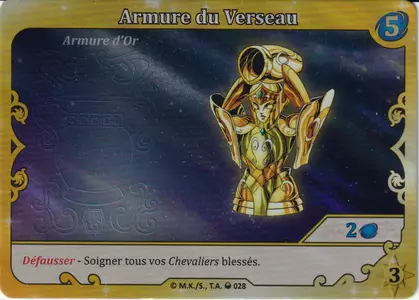 Armure du Verseau
5
Armure d'Or
2
Défausser - Soigner tous vos Chevaliers blessés.
3
© M.K./S., T.A. 028